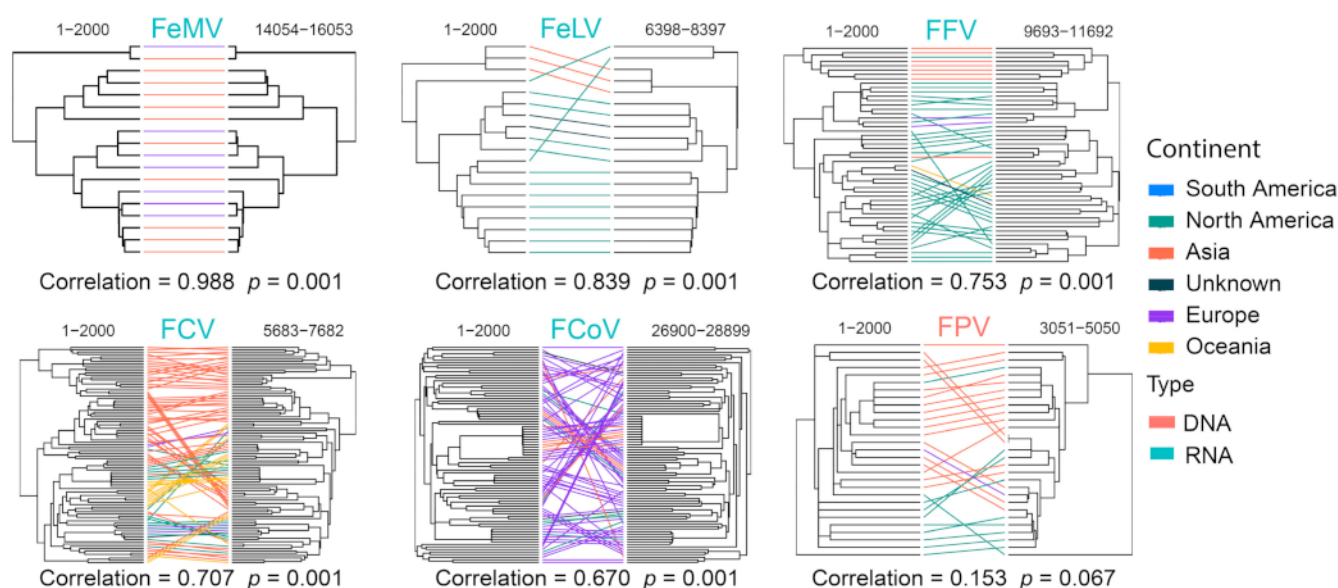 1−2000 FeMV 14054−16053
Correlation = 0.988 p = 0.001
1−2000 FeLV 6398−8397
Correlation = 0.839 p = 0.001
1−2000 FFV 9693−11692
Correlation = 0.753 p = 0.001
1−2000 FCV 5683−7682
Correlation = 0.707 p = 0.001
1−2000 FCoV 26900−28899
Correlation = 0.670 p = 0.001
1−2000 FPV 3051−5050
Correlation = 0.153 p = 0.067
Continent
South America
North America
Asia
Unknown
Europe
Oceania
Type
DNA
RNA